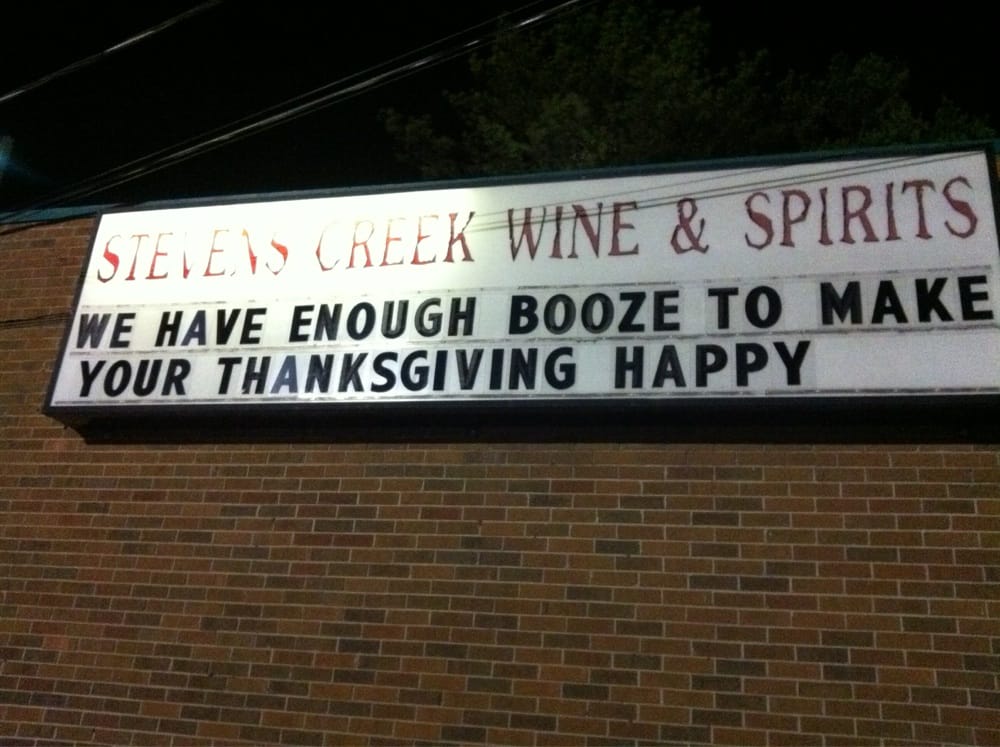 STEVENS CREEK WINE & SPIRITS
WE HAVE ENOUGH BOOZE TO MAKE
YOUR THANKSGIVING HAPPY